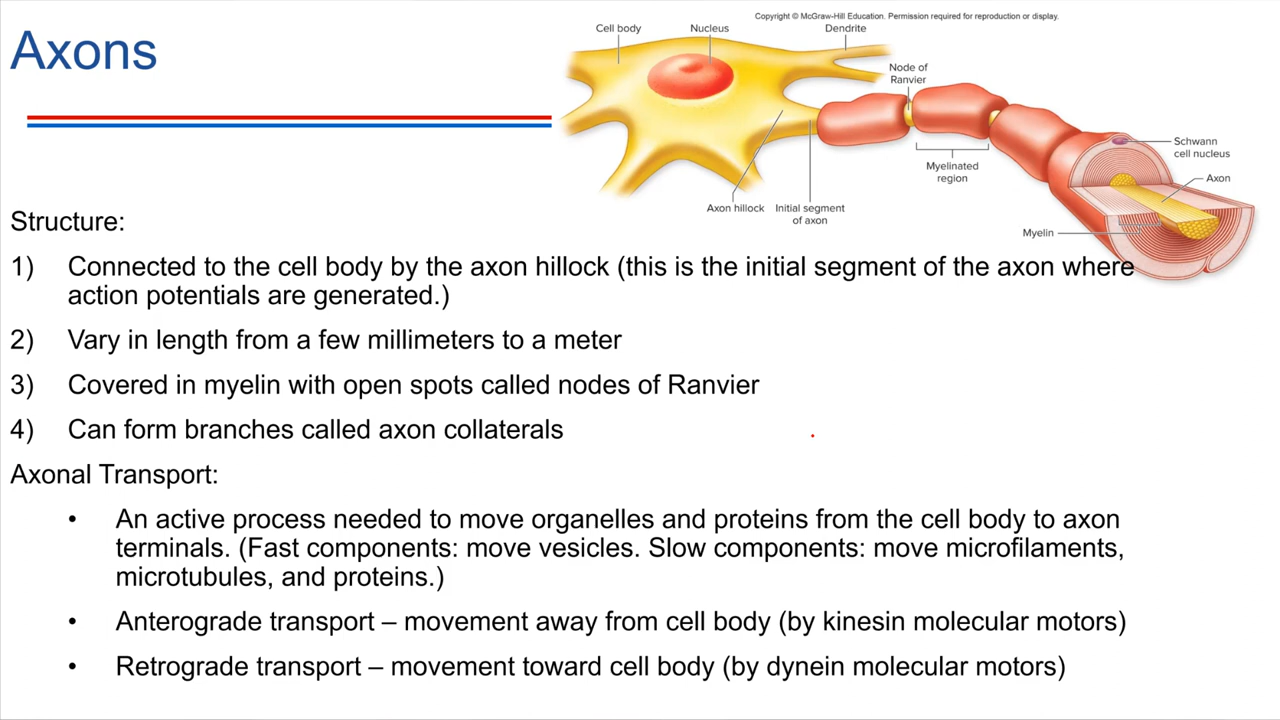 Copyright © McGraw-Hill Education. Permission required for reproduction or display.
Axons
Cell body
Nucleus
Dendrite
Node of
Ranvier
Schwann
cell nucleus
Myelinated
region
Axon
Axon hillock
Initial segment
of axon
Myelin
Structure:
1) Connected to the cell body by the axon hillock (this is the initial segment of the axon where
action potentials are generated.)
2) Vary in length from a few millimeters to a meter
3) Covered in myelin with open spots called nodes of Ranvier
4) Can form branches called axon collaterals
Axonal Transport:
• An active process needed to move organelles and proteins from the cell body to axon
terminals. (Fast components: move vesicles. Slow components: move microfilaments,
microtubules, and proteins.)
• Anterograde transport – movement away from cell body (by kinesin molecular motors)
• Retrograde transport – movement toward cell body (by dynein molecular motors)